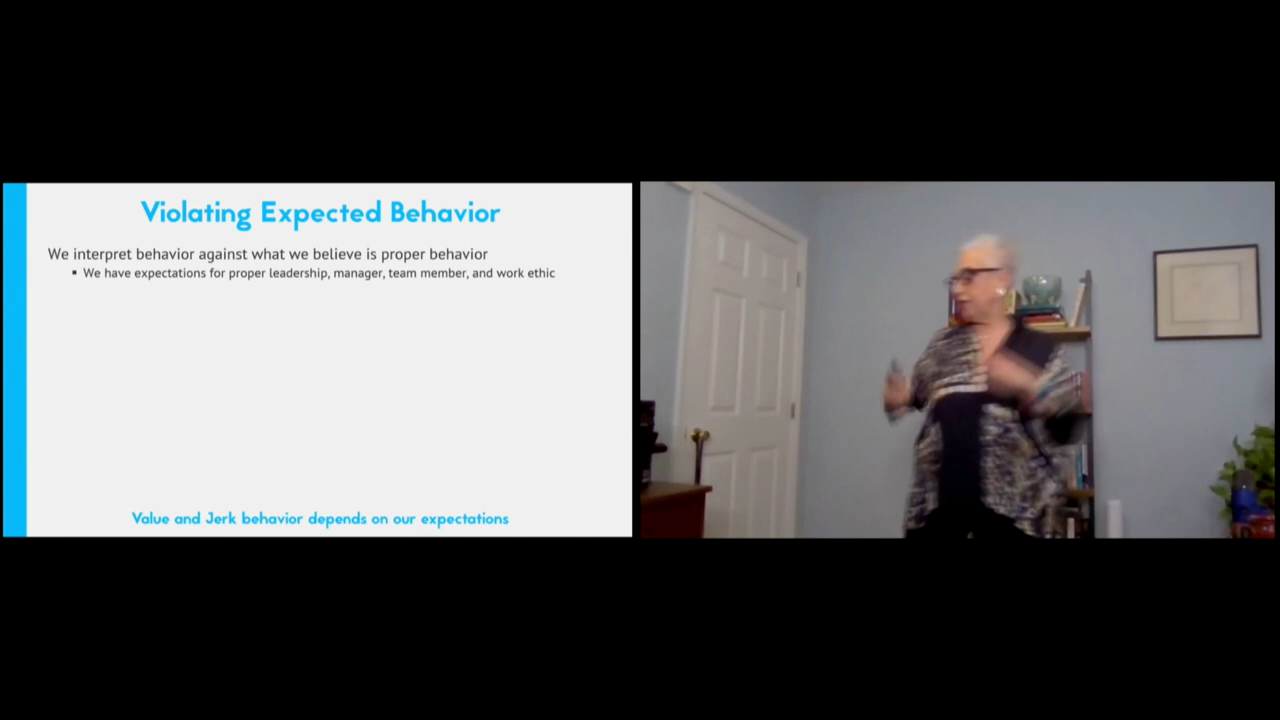 Violating Expected Behavior
We interpret behavior against what we believe is proper behavior
▪ We have expectations for proper leadership, manager, team member, and work ethic
Value and Jerk behavior depends on our expectations